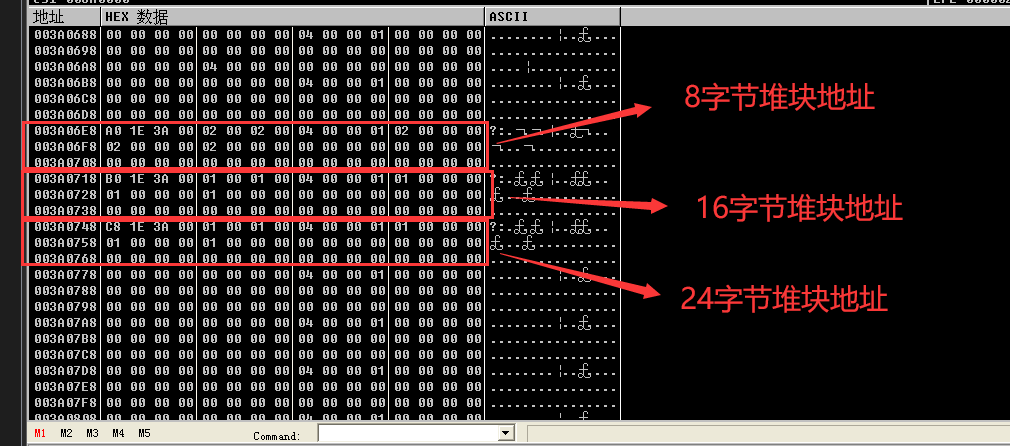 地址 HEX 数据 ASCII
003A0688 00 00 00 00 00 00 00 00 04 00 00 01 00 00 00 00 ........¦..£....
003A0698 00 00 00 00 00 00 00 00 00 00 00 00 00 00 00 00 ................
003A06A8 00 00 00 00 04 00 00 00 00 00 00 00 00 00 00 00 ....¦...........
003A06B8 00 00 00 00 00 00 00 00 04 00 00 01 00 00 00 00 ........¦..£....
003A06C8 00 00 00 00 00 00 00 00 00 00 00 00 00 00 00 00 ................
003A06D8 00 00 00 00 00 00 00 00 00 00 00 00 00 00 00 00 ................
003A06E8 A0 1E 3A 00 02 00 02 00 04 00 00 01 02 00 00 00 ?:.¬.¬.¦..£¬...
003A06F8 02 00 00 00 02 00 00 00 00 00 00 00 00 00 00 00 ¬...¬...........
003A0708 00 00 00 00 00 00 00 00 00 00 00 00 00 00 00 00 ................
003A0718 B0 1E 3A 00 01 00 01 00 04 00 00 01 01 00 00 00 ?:.£.£.¦..££...
003A0728 01 00 00 00 01 00 00 00 00 00 00 00 00 00 00 00 £...£...........
003A0738 00 00 00 00 00 00 00 00 00 00 00 00 00 00 00 00 ................
003A0748 C8 1E 3A 00 01 00 01 00 04 00 00 01 01 00 00 00 ?:.£.£.¦..££...
003A0758 01 00 00 00 01 00 00 00 00 00 00 00 00 00 00 00 £...£...........
003A0768 00 00 00 00 00 00 00 00 00 00 00 00 00 00 00 00 ................
003A0778 00 00 00 00 00 00 00 00 04 00 00 01 00 00 00 00 ........¦..£....
003A0788 00 00 00 00 00 00 00 00 00 00 00 00 00 00 00 00 ................
003A0798 00 00 00 00 00 00 00 00 00 00 00 00 00 00 00 00 ................
003A07A8 00 00 00 00 00 00 00 00 04 00 00 01 00 00 00 00 ........¦..£....
003A07B8 00 00 00 00 00 00 00 00 00 00 00 00 00 00 00 00 ................
003A07C8 00 00 00 00 00 00 00 00 00 00 00 00 00 00 00 00 ................
003A07D8 00 00 00 00 00 00 00 00 04 00 00 01 00 00 00 00 ........¦..£....
003A07E8 00 00 00 00 00 00 00 00 00 00 00 00 00 00 00 00 ................
003A07F8 00 00 00 00 00 00 00 00 00 00 00 00 00 00 00 00 ................
003A0808 00 00 00 00 00 00 00 00 04 00 00 01 00 00 00 00 ........¦..£....
8字节堆块地址
16字节堆块地址
24字节堆块地址
M1 M2 M3 M4 M5 Command: